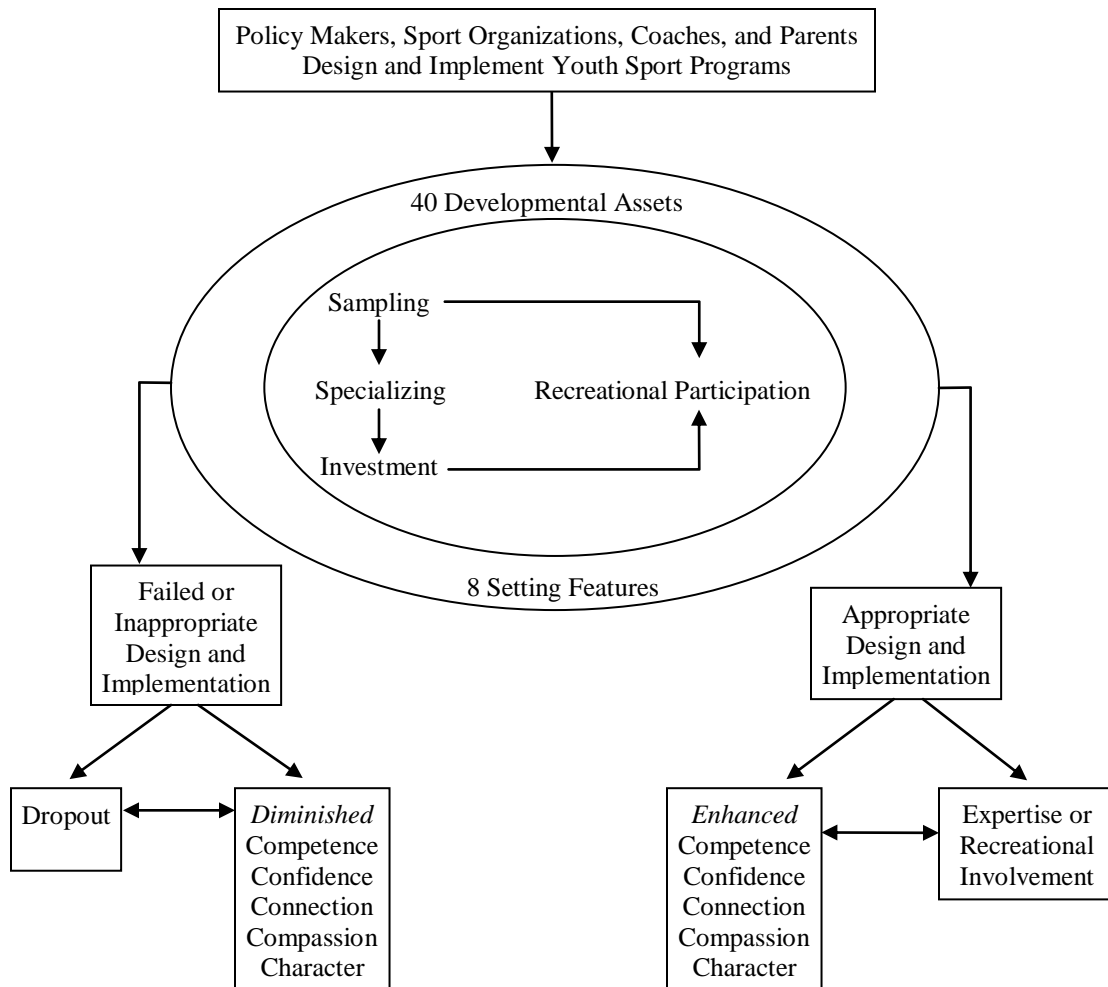 Policy Makers, Sport Organizations, Coaches, and Parents
Design and Implement Youth Sport Programs
40 Developmental Assets
Sampling
Specializing
Recreational Participation
Investment
8 Setting Features
Failed or
Inappropriate
Design and
Implementation
Appropriate
Design and
Implementation
Dropout
Diminished
Competence
Confidence
Connection
Compassion
Character
Enhanced
Competence
Confidence
Connection
Compassion
Character
Expertise or
Recreational
Involvement